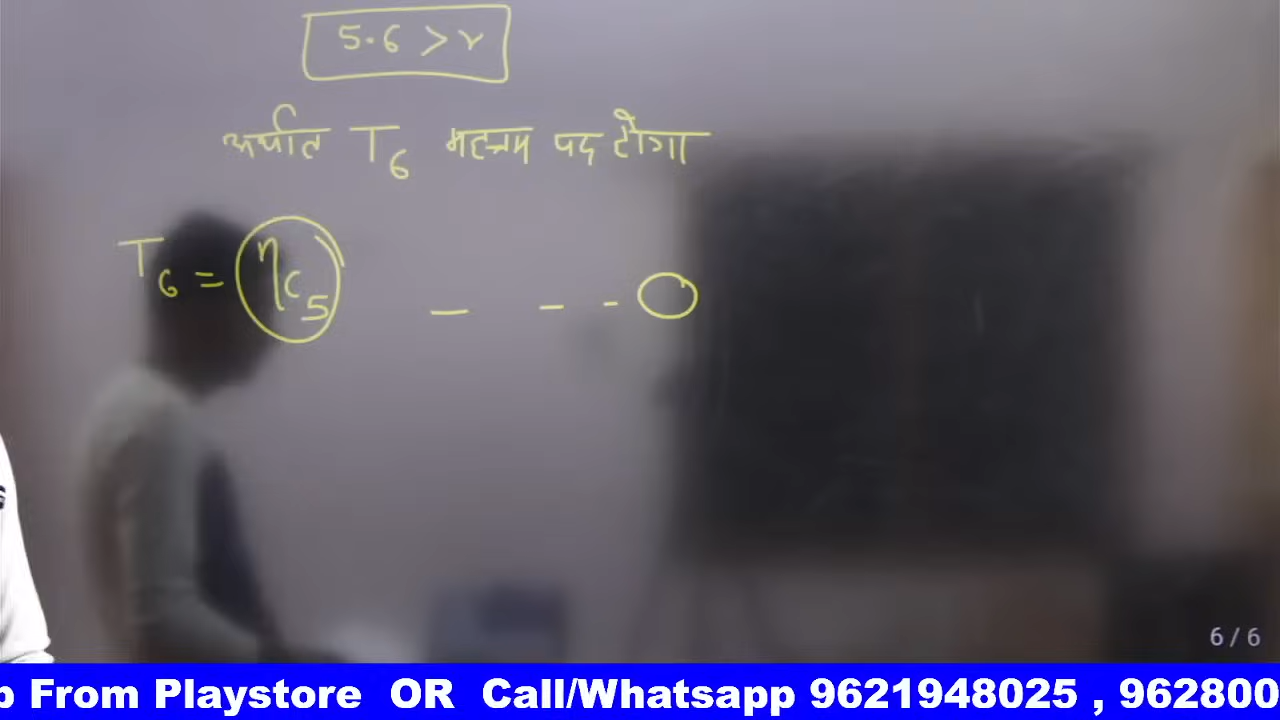 5.6 > r
अर्थात T6 महत्तम पद होगा
T6 = nC5 _ - -
6 / 6
p From Playstore OR Call/Whatsapp 9621948025 , 962800